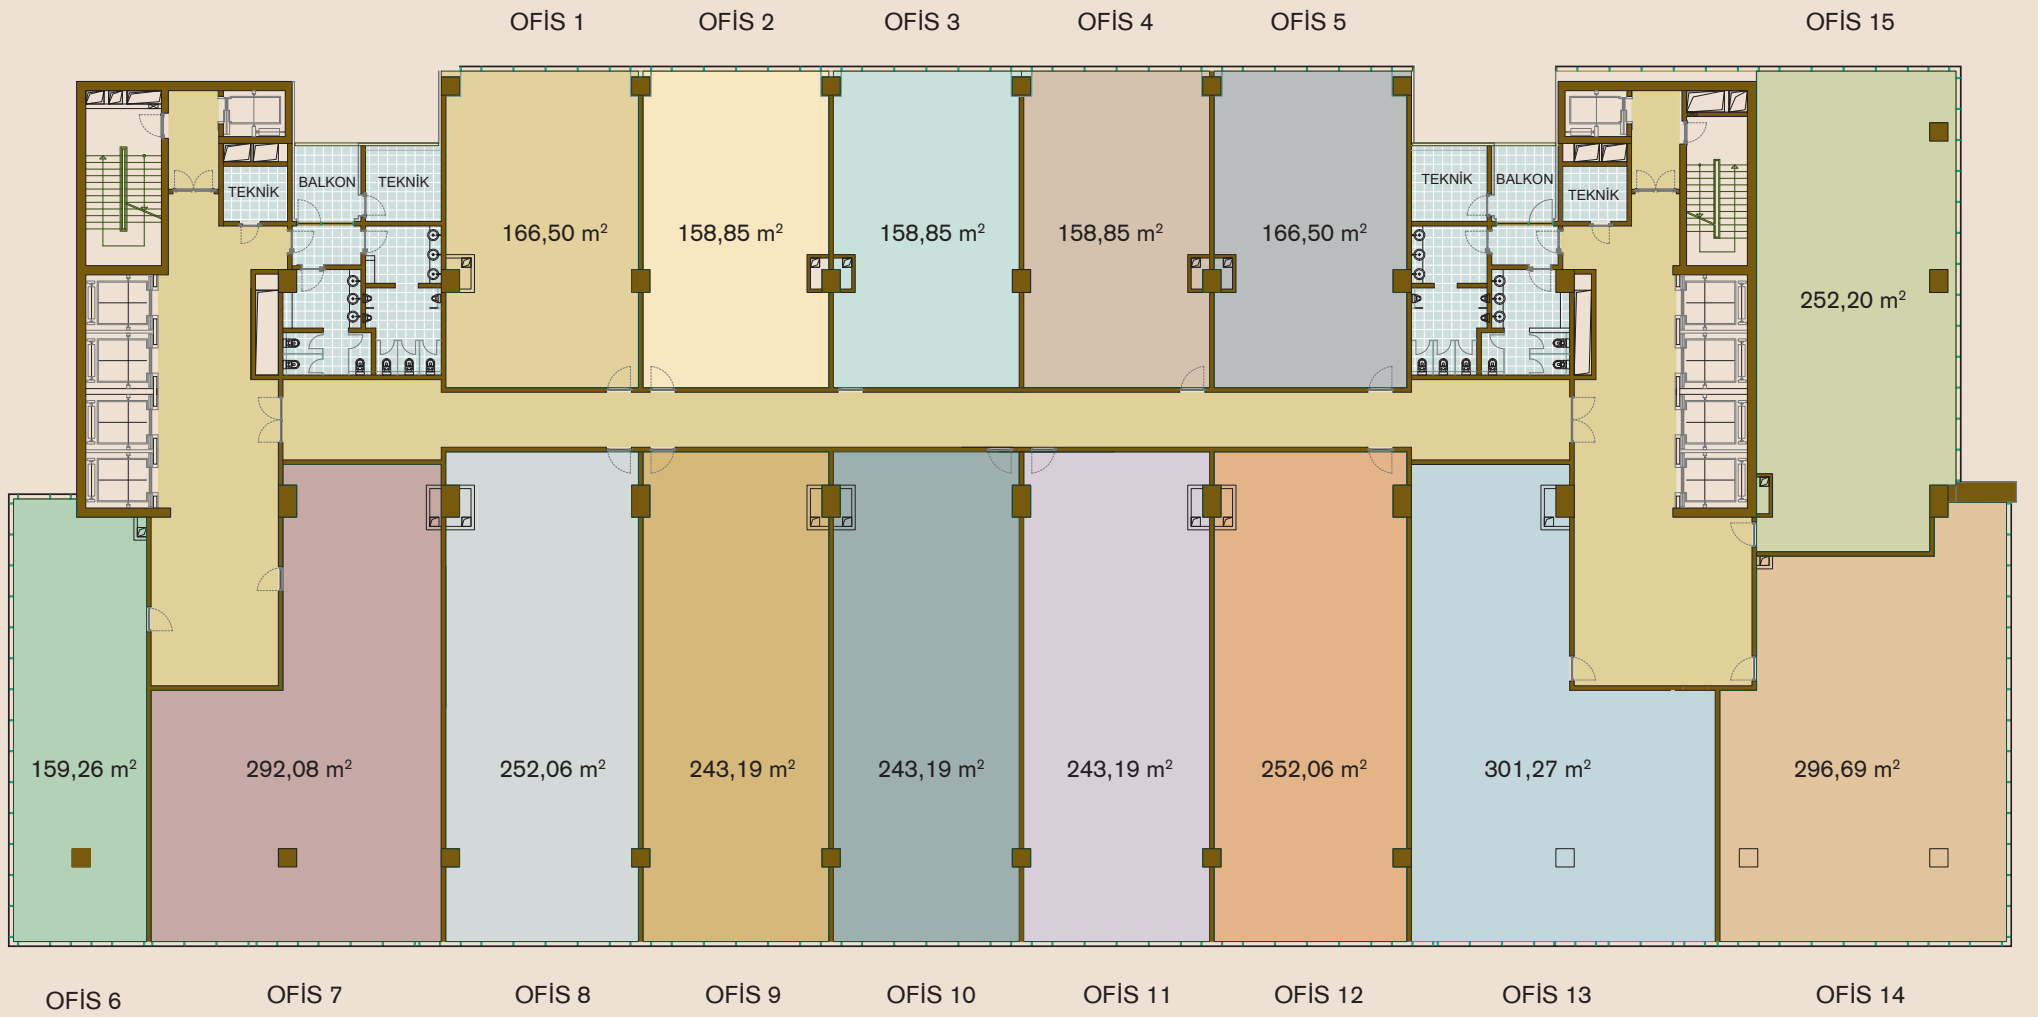 OFİS 1
OFİS 2
OFİS 3
OFİS 4
OFİS 5
OFİS 15
TEKNİK
BALKON
TEKNİK
TEKNİK
BALKON
TEKNİK
166,50 m²
158,85 m²
158,85 m²
158,85 m²
166,50 m²
252,20 m²
159,26 m²
292,08 m²
252,06 m²
243,19 m²
243,19 m²
243,19 m²
252,06 m²
301,27 m²
296,69 m²
OFİS 6
OFİS 7
OFİS 8
OFİS 9
OFİS 10
OFİS 11
OFİS 12
OFİS 13
OFİS 14